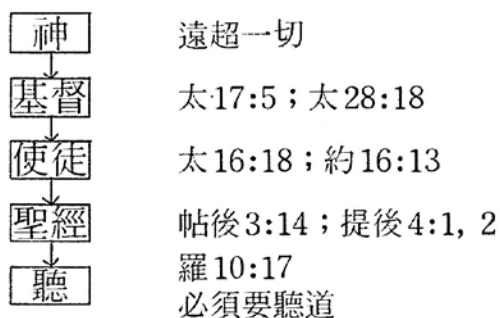 神 遠超一切
基督 太17:5；太28:18
使徒 太16:18；約16:13
聖經 帖後3:14；提後4:1, 2
聽 羅10:17
必須要聽道